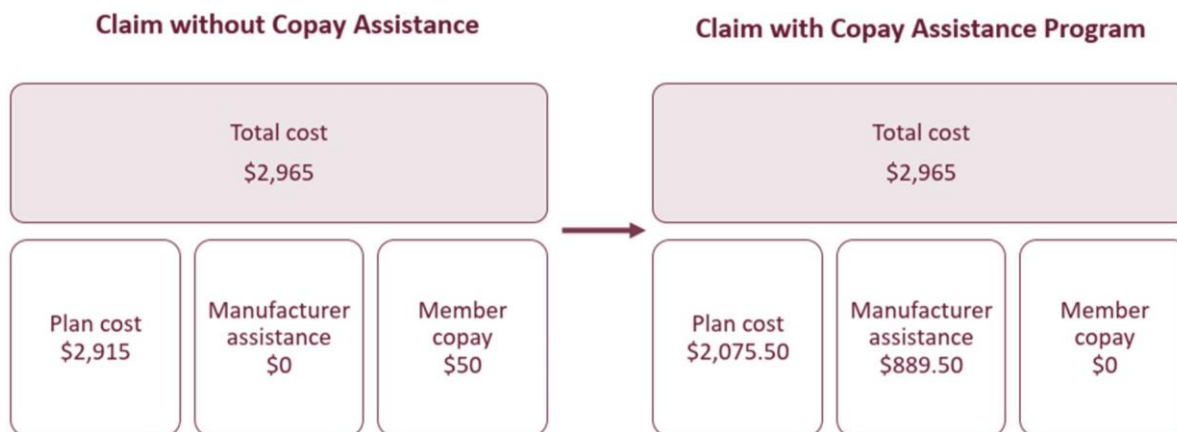 Claim without Copay Assistance
Claim with Copay Assistance Program
Total cost
$2,965
Total cost
$2,965
Plan cost
$2,915
Manufacturer
assistance
$0
Member
copay
$50
Plan cost
$2,075.50
Manufacturer
assistance
$889.50
Member
copay
$0